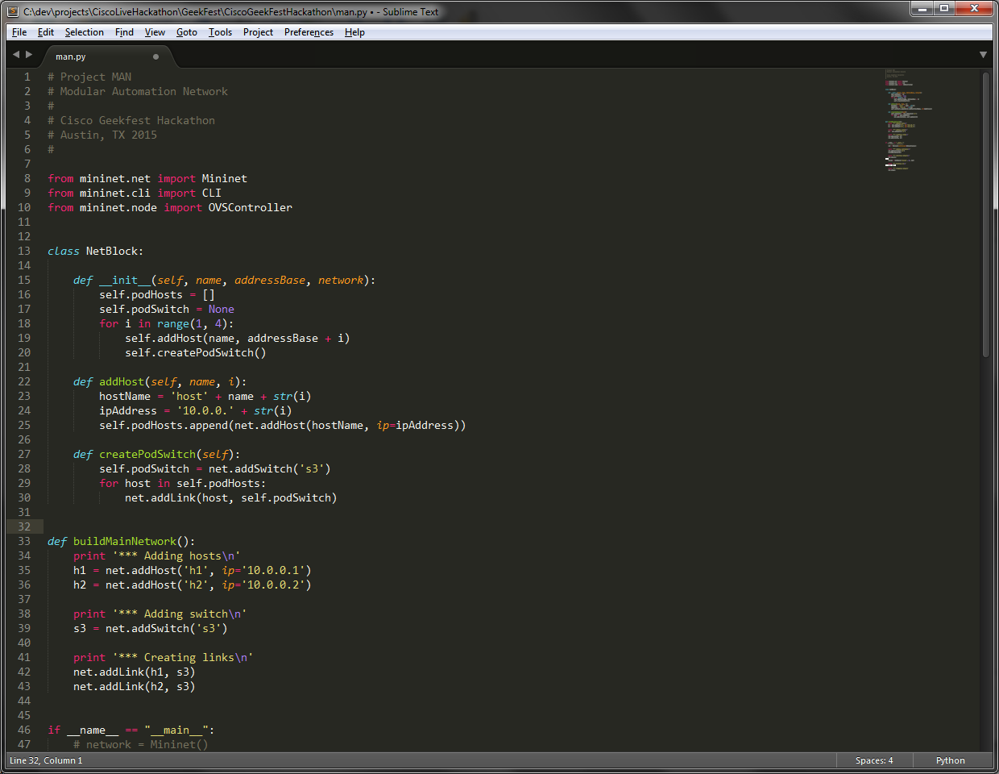 C:\dev\projects\CiscoLiveHackathon\GeekFest\CiscoGeekFestHackathon\man.py • - Sublime Text
File Edit Selection Find View Goto Tools Project Preferences Help
man.py
1 # Project MAN
2 # Modular Automation Network
3 #
4 # Cisco Geekfest Hackathon
5 # Austin, TX 2015
6 #
7
8 from mininet.net import Mininet
9 from mininet.cli import CLI
10 from mininet.node import OVSController
11
12
13 class NetBlock:
14
15     def __init__(self, name, addressBase, network):
16         self.podHosts = []
17         self.podSwitch = None
18         for i in range(1, 4):
19             self.addHost(name, addressBase + i)
20             self.createPodSwitch()
21
22     def addHost(self, name, i):
23         hostName = 'host' + name + str(i)
24         ipAddress = '10.0.0.' + str(i)
25         self.podHosts.append(net.addHost(hostName, ip=ipAddress))
26
27     def createPodSwitch(self):
28         self.podSwitch = net.addSwitch('s3')
29         for host in self.podHosts:
30             net.addLink(host, self.podSwitch)
31
32
33 def buildMainNetwork():
34     print '*** Adding hosts\n'
35     h1 = net.addHost('h1', ip='10.0.0.1')
36     h2 = net.addHost('h2', ip='10.0.0.2')
37
38     print '*** Adding switch\n'
39     s3 = net.addSwitch('s3')
40
41     print '*** Creating links\n'
42     net.addLink(h1, s3)
43     net.addLink(h2, s3)
44
45
46 if __name__ == "__main__":
47     # network = Mininet()
Line 32, Column 1 Spaces: 4 Python